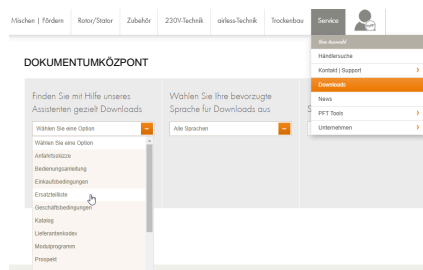 Mischen | Fördern Rotor/Stator Zubehör 230V-Technik airless-Technik Trockenbau Service
Ihre Auswahl
Händlersuche
Kontakt | Support
Downloads
News
PFT Tools
Unternehmen
DOKUMENTUMKÖZPONT
Finden Sie mit Hilfe unseres
Assistenten gezielt Downloads
Wählen Sie eine Option
Wählen Sie eine Option
Anfahrtsskizze
Bedienungsanleitung
Einkaufsbedingungen
Ersatzteilliste
Geschäftsbedingungen
Katalog
Lieferantenkodex
Modulprogramm
Prospekt
Wählen Sie Ihre bevorzugte
Sprache für Downloads aus
Alle Sprachen
S